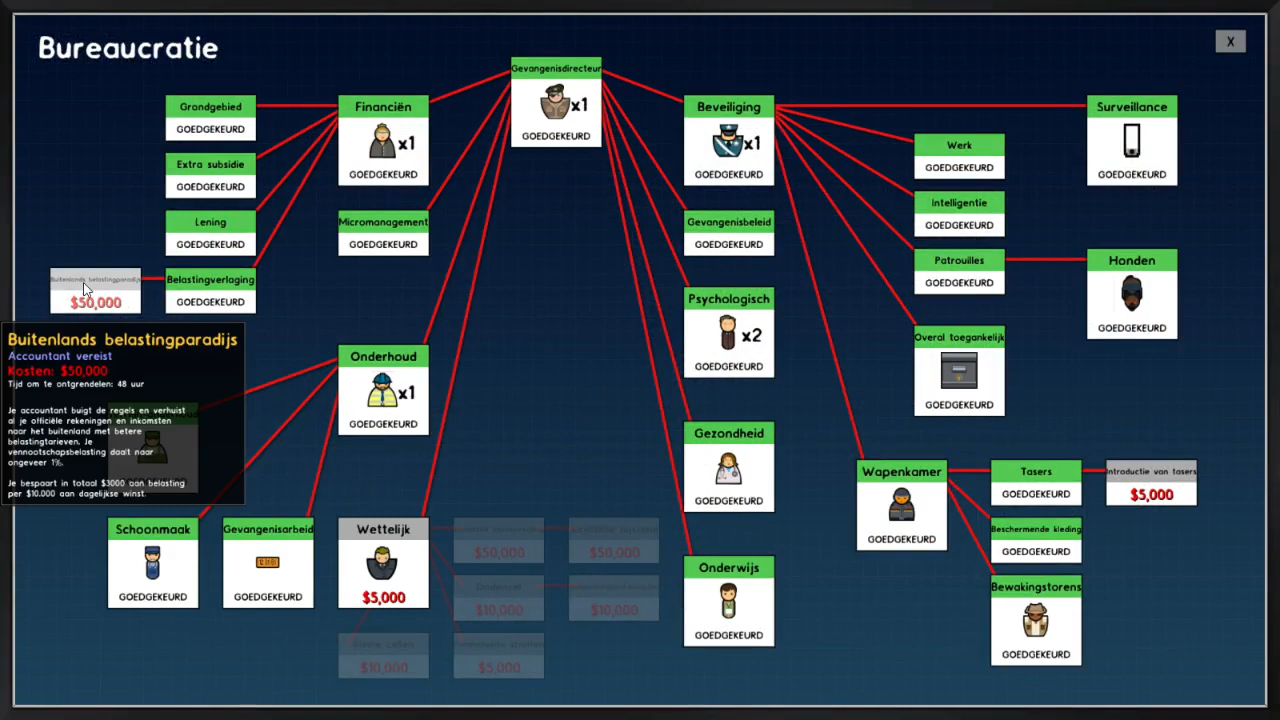 Bureaucratie
X
Gevangenisdirecteur
x1
GOEDGEKEURD
Grondgebied
GOEDGEKEURD
Financiën
x1
GOEDGEKEURD
Beveiliging
x1
GOEDGEKEURD
Surveillance
GOEDGEKEURD
Werk
GOEDGEKEURD
Extra subsidie
GOEDGEKEURD
Intelligentie
GOEDGEKEURD
Lening
GOEDGEKEURD
Micromanagement
GOEDGEKEURD
Gevangenisbeleid
GOEDGEKEURD
Patrouilles
GOEDGEKEURD
Honden
GOEDGEKEURD
Buitenlands belastingparadijs
$50,000
Belastingverlaging
GOEDGEKEURD
Psychologisch
x2
GOEDGEKEURD
Overal toegankelijk
GOEDGEKEURD
Buitenlands belastingparadijs
Accountant vereist
Kosten: $50,000
Tijd om te ontgrendelen: 48 uur
Je accountant buigt de regels en verhuist
al je officiële rekeningen en inkomsten
naar het buitenland met betere
belastingtarieven. Je
vennootschapsbelasting daalt naar
ongeveer 1%.
Je bespaart in totaal $3000 aan belasting
per $10.000 aan dagelijkse winst.
Onderhoud
x1
GOEDGEKEURD
Gezondheid
GOEDGEKEURD
Wapenkamer
GOEDGEKEURD
Tasers
GOEDGEKEURD
Introductie van tasers
$5,000
Schoonmaak
GOEDGEKEURD
Gevangenisarbeid
GOEDGEKEURD
Wettelijk
$5,000
$50,000
$50,000
$10,000
$10,000
$10,000
$5,000
Beschermende kleding
GOEDGEKEURD
Onderwijs
GOEDGEKEURD
Bewakingstorens
GOEDGEKEURD